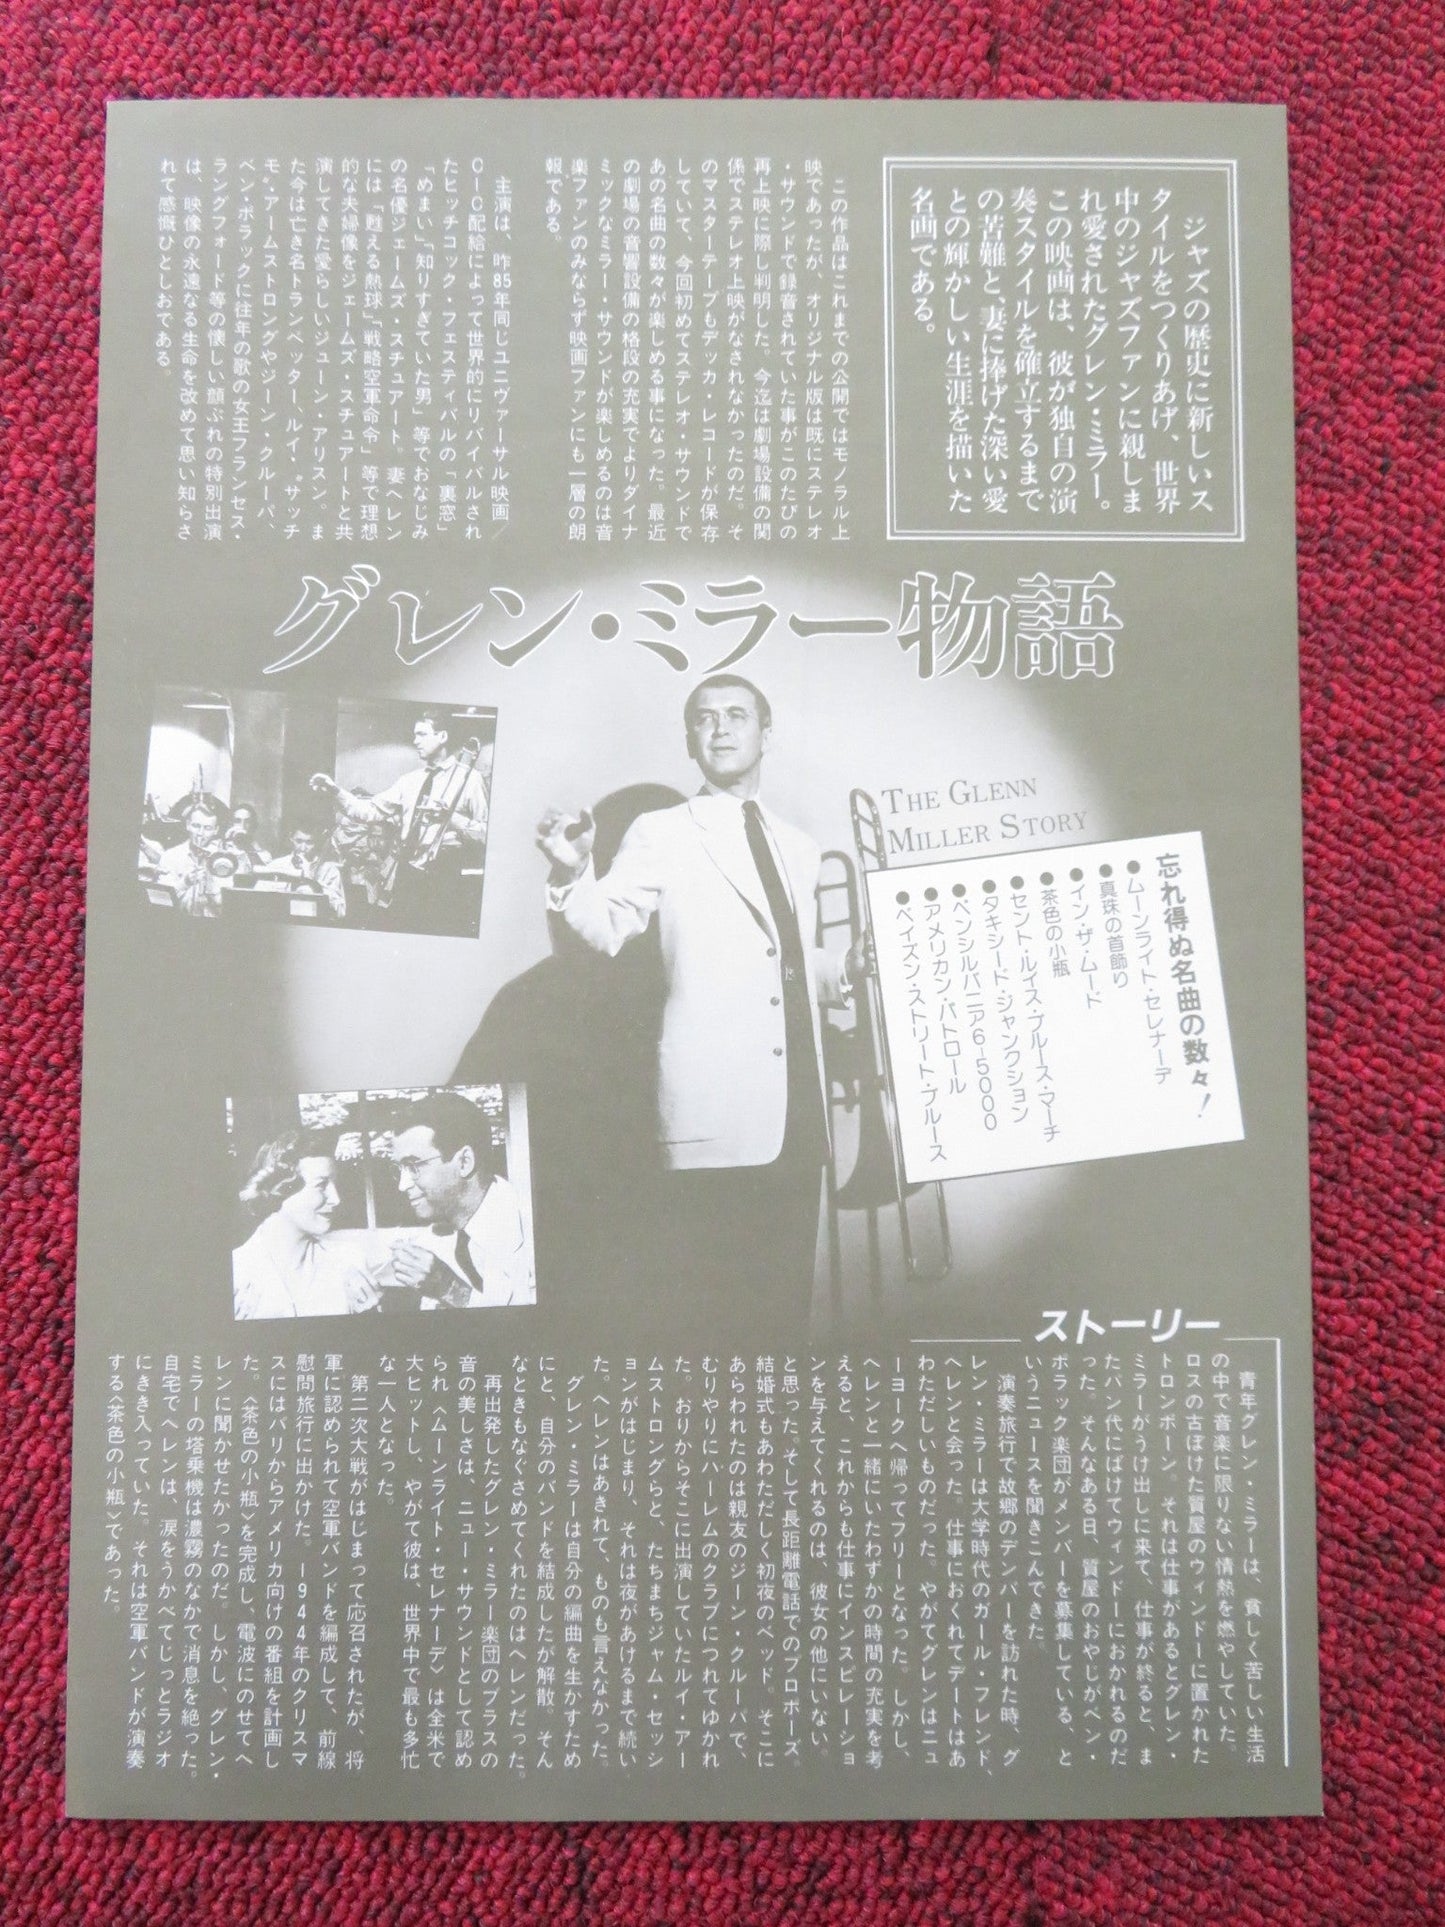 ジャズの歴史に新しいス
タイルをつくりあげ、世界
中のジャズファンに親しま
れ愛されたグレン・ミラー。
この映画は、彼が独自の演
奏スタイルを確立するまで
の苦難と、妻に捧げた深い愛
との輝かしい生涯を描いた
名画である。
この作品はこれまでの公開ではモノラル上
映であったが、オリジナル版は既にステレオ
・サウンドで録音されていた事がこのたびの
再上映に際し判明した。今迄は劇場設備の関
係でステレオ上映がなされなかったのだ。そ
のマスターテープもデッカ・レコードが保存
していて、今回初めてステレオ・サウンドで
あの名曲の数々が楽しめる事になった。最近
の劇場の音響設備の格段の充実でよりダイナ
ミックなミラー・サウンドが楽しめるのは音
楽ファンのみならず映画ファンにも一層の朗
報である。
主演は、昨85年同じユニヴァーサル映画／
CIC配給によって世界的にリバイバルされ
たヒッチコック・フェスティバルの「裏窓」
「めまい」「知りすぎていた男」等でおなじみ
の名優ジェームズ・スチュアート。妻ヘレン
には「甦える熱球」「戦略空軍命令」等で理想
的な夫婦像をジェームズ・スチュアートと共
演してきた愛らしいジューン・アリスン。ま
た今は亡き名トランペッター、ルイ・〝サッチ
モ〟・アームストロングやジーン・クルーパ、
ベン・ポラックに往年の歌の女王フランセス・
ラングフォード等の懐しい顔ぶれの特別出演
は、映像の永遠なる生命を改めて思い知らさ
れて感慨ひとしおである。
グレン・ミラー物語
THE GLENN
MILLER STORY
忘れ得ぬ名曲の数々！
●ムーンライト・セレナーデ
●真珠の首飾り
●イン・ザ・ムード
●茶色の小瓶
●セント・ルイス・ブルース・マーチ
●タキシード・ジャンクション
●ペンシルバニア6-5000
●アメリカン・パトロール
●ベイズン・ストリート・ブルース
ストーリー
青年グレン・ミラーは、貧しく苦しい生活
の中で音楽に限りない情熱を燃やしていた。
ロスの古ぼけた質屋のウィンドーに置かれた
トロンボーン。それは仕事があるとグレン・
ミラーがうけ出しに来て、仕事が終ると、ま
たパン代にばけてウィンドーにおかれるのだ
った。そんなある日、質屋のおやじがベン・
ポラック楽団がメンバーを募集している、と
いうニュースを聞きこんできた。
演奏旅行で故郷のデンバーを訪れた時、グ
レン・ミラーは大学時代のガール・フレンド、
ヘレンと会った。仕事におくれてデートはあ
わただしいものだった。やがてグレンはニュ
ーヨークへ帰ってフリーとなった。しかし、
ヘレンと一緒にいたわずかの時間の充実を考
えると、これからも仕事にインスピレーショ
ンを与えてくれるのは、彼女の他にいない。
と思った。そして長距離電話でのプロポーズ。
結婚式もあわただしく初夜のベッド。そこに
あらわれたのは親友のジーン・クルーパで、
むりやりにハーレムのクラブにつれてゆかれ
た。おりからそこに出演していたルイ・アー
ムストロングらと、たちまちジャム・セッシ
ョンがはじまり、それは夜があけるまで続い
た。ヘレンはあきれて、ものも言えなかった。
グレン・ミラーは自分の編曲を生かすため
にと、自分のバンドを結成したが解散。そん
なときもなぐさめてくれたのはヘレンだった。
再出発したグレン・ミラー楽団のブラスの
音の美しさは、ニュー・サウンドとして認め
られ〈ムーンライト・セレナーデ〉は全米で
大ヒットし、やがて彼は、世界中で最も多忙
な一人となった。
第二次大戦がはじまって応召されたが、将
軍に認められて空軍バンドを編成して、前線
慰問旅行に出かけた。1944年のクリスマ
スにはパリからアメリカ向けの番組を計画し
た。〈茶色の小瓶〉を完成し、電波にのせてヘ
レンに聞かせたかったのだ。しかし、グレン・
ミラーの塔乗機は濃霧のなかで消息を絶った。
自宅でヘレンは、涙をうかべてじっとラジオ
にきき入っていた。それは空軍バンドが演奏
する〈茶色の小瓶〉であった。